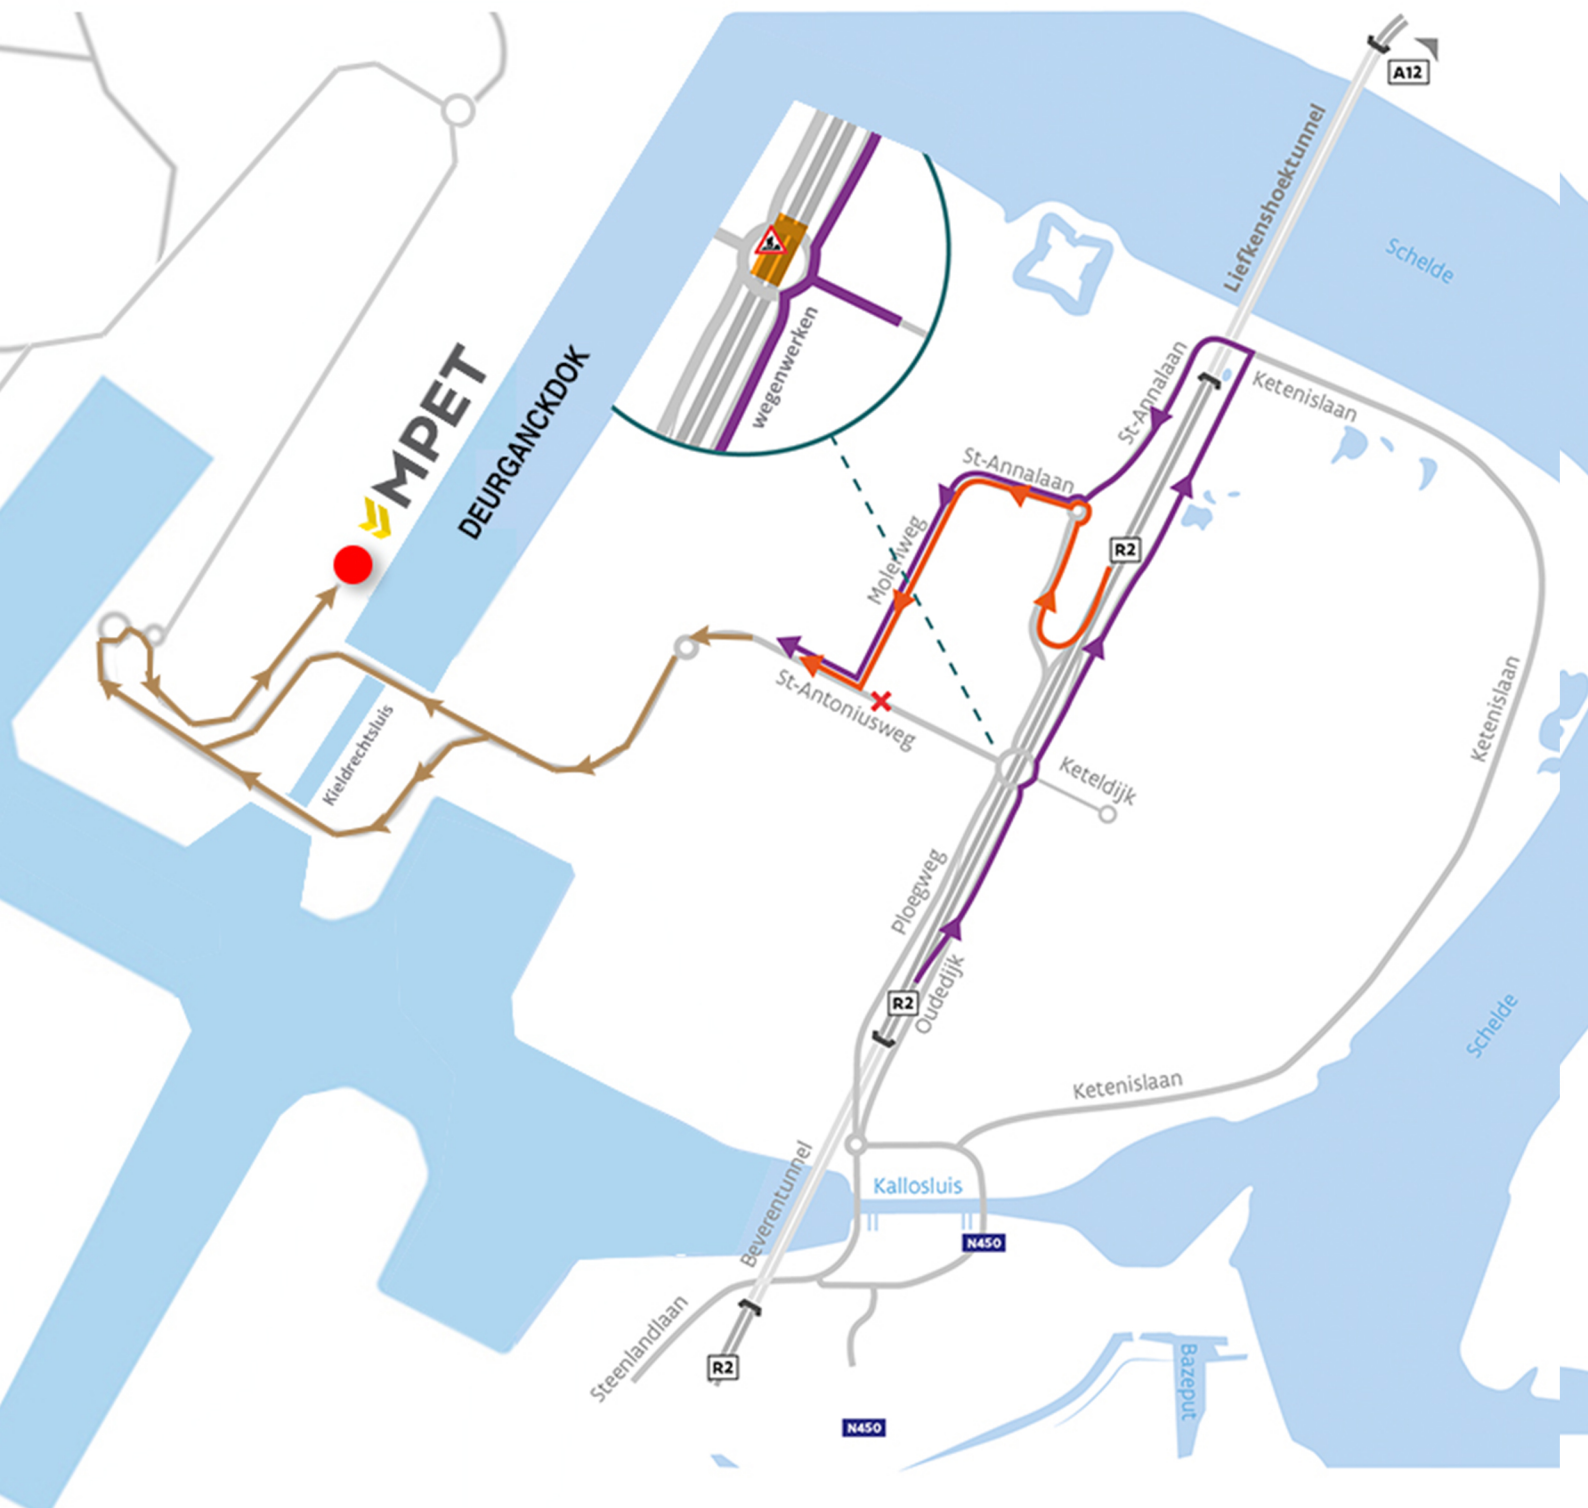 A12
Liefkenshoektunnel
Schelde
wegenwerken
MPET
DEURGANCKDOK
St-Annalaan
Ketenislaan
St-Annalaan
Molenweg
R2
St-Antoniusweg
Kieldrechtsluis
Keteldijk
Ketenislaan
Ploegweg
Oudedijk
R2
Schelde
Ketenislaan
Beverentunnel
Kallosluis
N450
Steenlandlaan
R2
Bazeput
N450